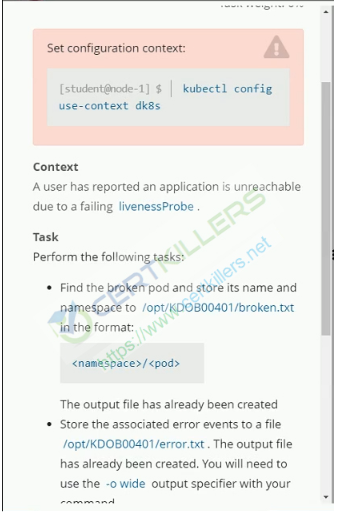 Task weight: 8%
Set configuration context:
[student@node-1] $ | kubectl config
use-context dk8s
Context
A user has reported an application is unreachable
due to a failing livenessProbe .
Task
Perform the following tasks:
• Find the broken pod and store its name and
namespace to /opt/KDOB00401/broken.txt
in the format:
<namespace>/<pod>
The output file has already been created
• Store the associated error events to a file
/opt/KDOB00401/error.txt . The output file
has already been created. You will need to
use the -o wide output specifier with your
command
CERTKILLERS
https://www.certkillers.net